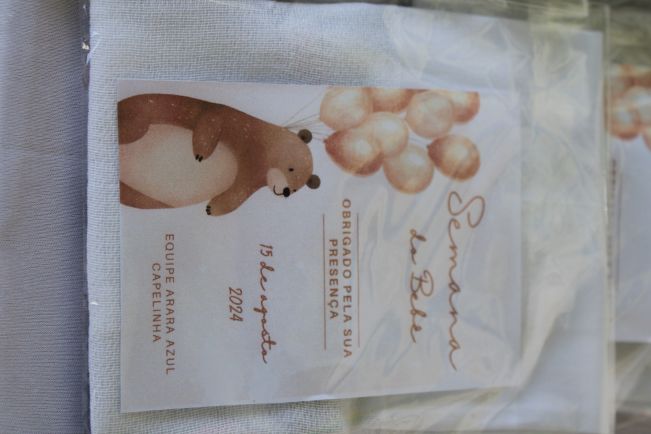 Semana
do Bebê
OBRIGADO PELA SUA
PRESENÇA
15 de agosto
2024
EQUIPE ARARA AZUL
CAPELINHA